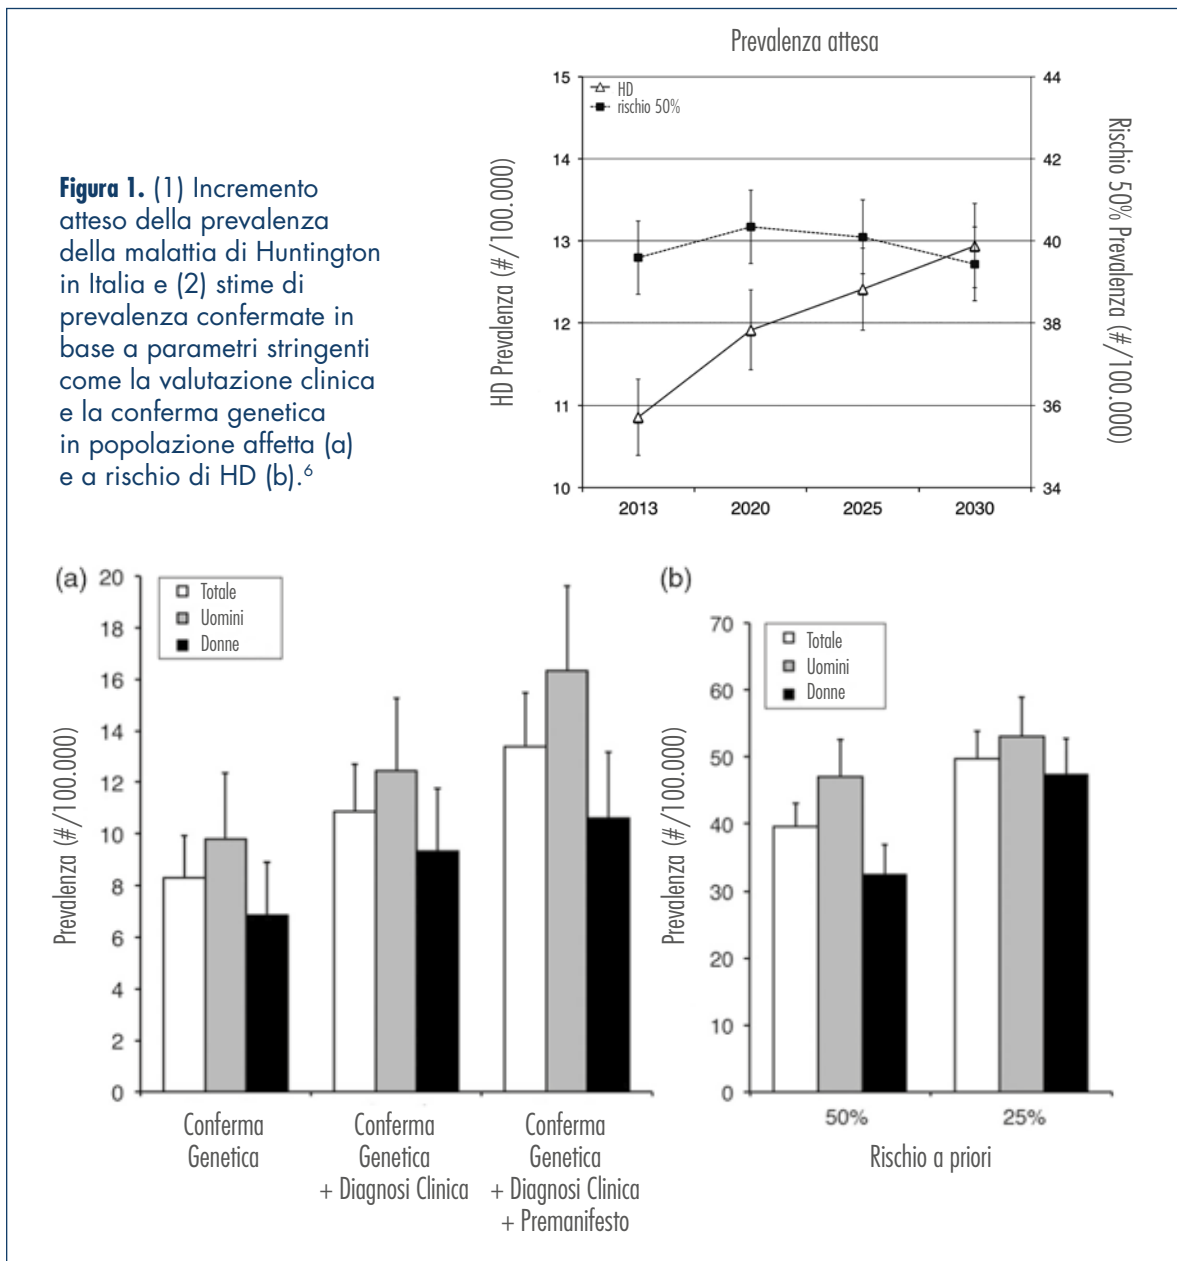 Figura 1. (1) Incremento
atteso della prevalenza
della malattia di Huntington
in Italia e (2) stime di
prevalenza confermate in
base a parametri stringenti
come la valutazione clinica
e la conferma genetica
in popolazione affetta (a)
e a rischio di HD (b).6
Prevalenza attesa
HD
rischio 50%
HD Prevalenza (#/100.000)
15
14
13
12
11
10
44
42
40
38
36
34
Rischio 50% Prevalenza (#/100.000)
2013 2020 2025 2030
(a)
Totale
Uomini
Donne
Prevalenza (#/100.000)
20
18
16
14
12
10
8
6
4
2
0
Conferma
Genetica
Conferma
Genetica
+ Diagnosi Clinica
Conferma
Genetica
+ Diagnosi Clinica
+ Premanifesto
(b)
Totale
Uomini
Donne
Prevalenza (#/100.000)
70
60
50
40
30
20
10
0
50% 25%
Rischio a priori